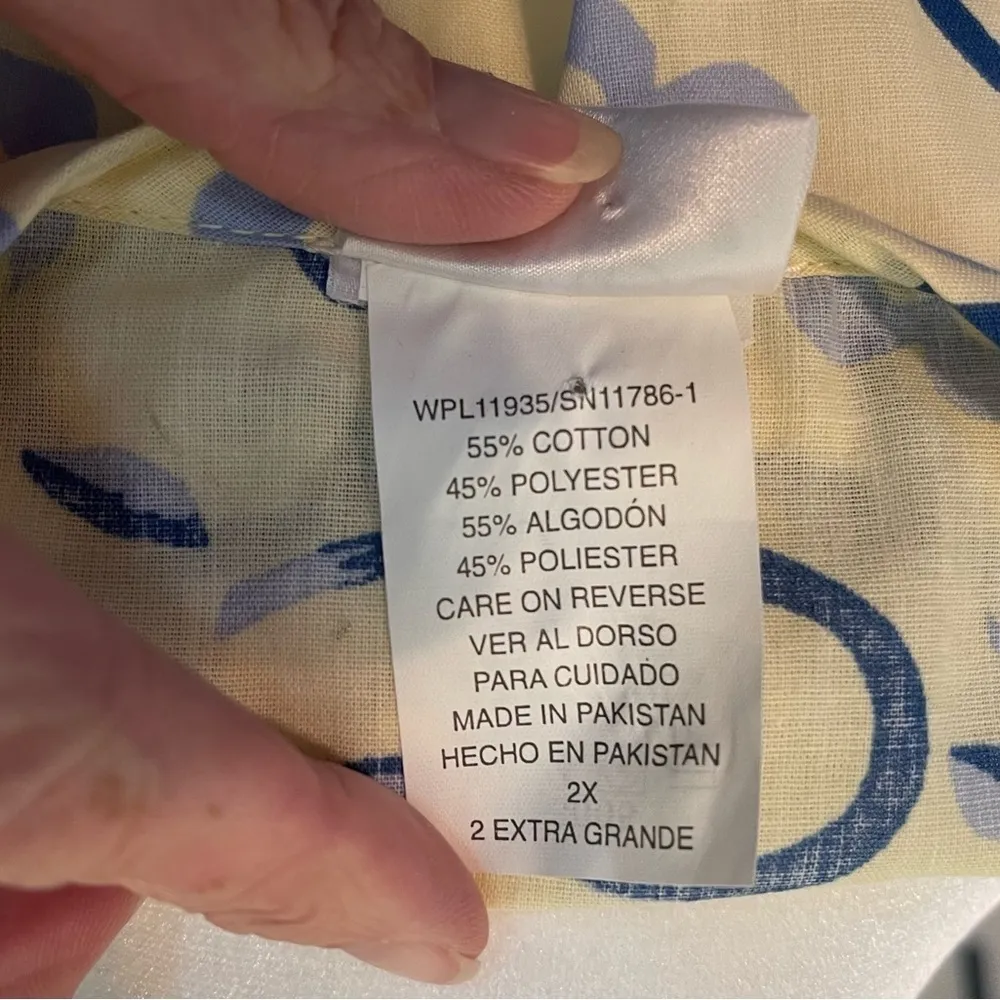 WPL11935/SN11786-1
55% COTTON
45% POLYESTER
55% ALGODÓN
45% POLIESTER
CARE ON REVERSE
VER AL DORSO
PARA CUIDADO
MADE IN PAKISTAN
HECHO EN PAKISTAN
2X
2 EXTRA GRANDE